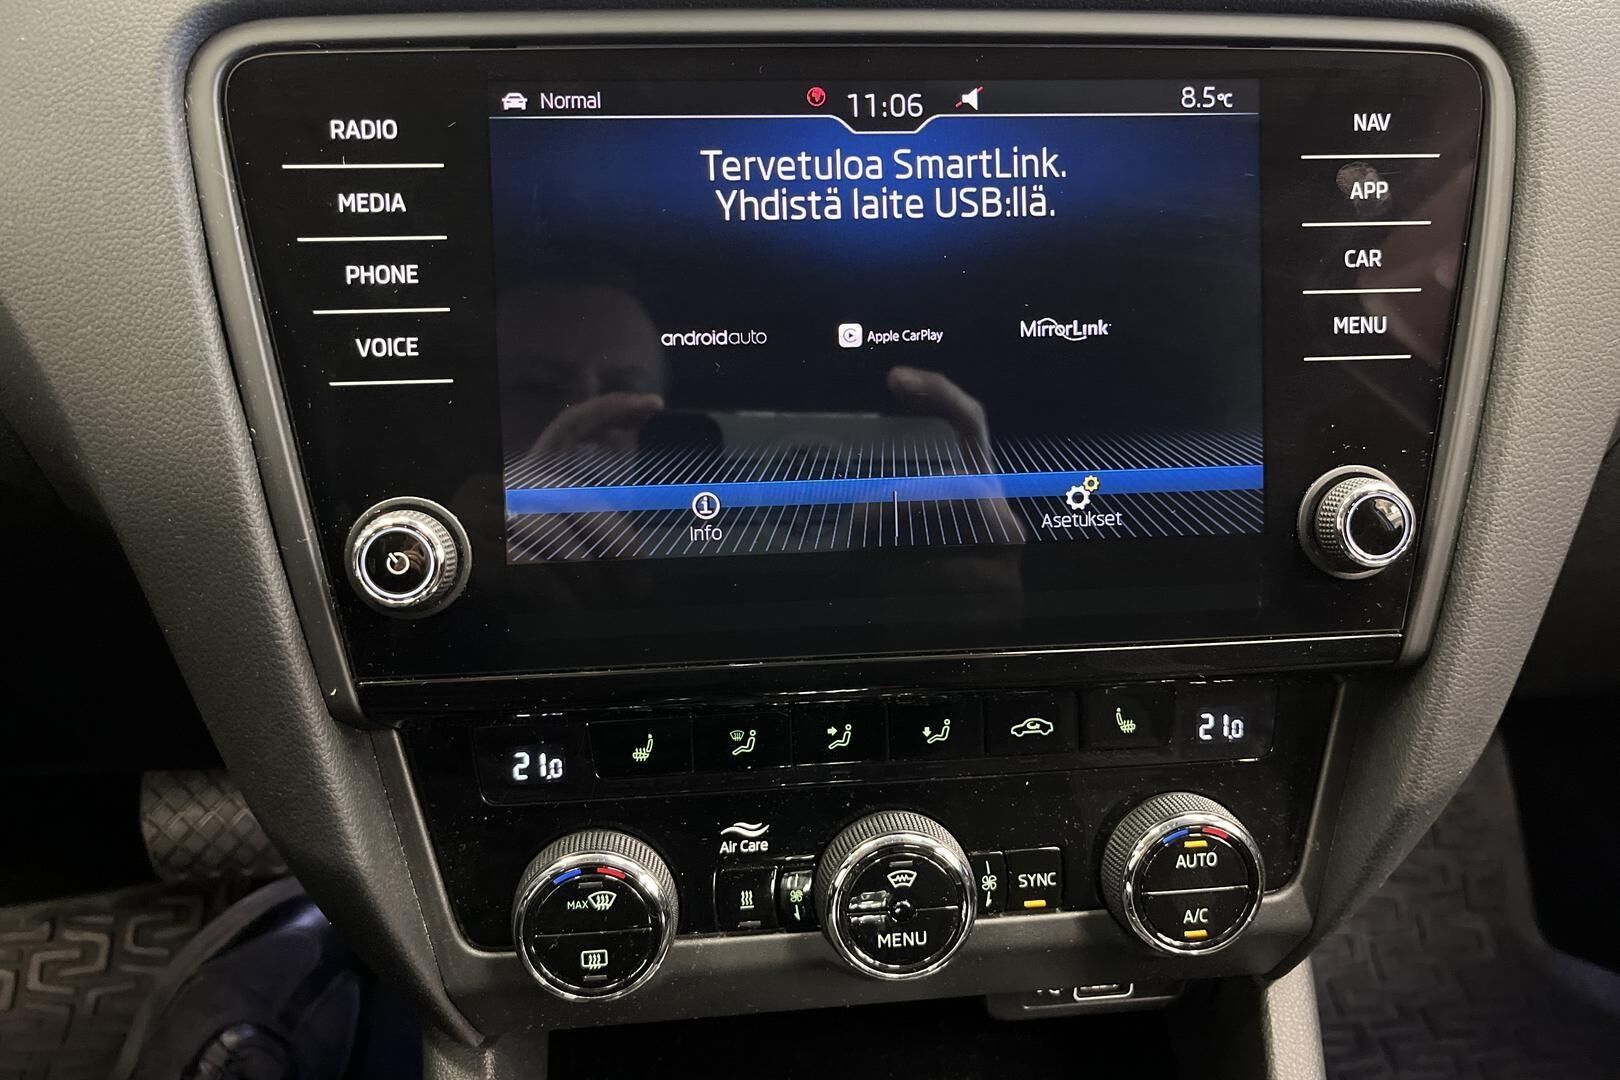 Normal
11:06
8.5°C
RADIO
MEDIA
PHONE
VOICE
Tervetuloa SmartLink.
Yhdistä laite USB:llä.
androidauto
Apple CarPlay
MirrorLink
Info
Asetukset
NAV
APP
CAR
MENU
21.0
21.0
Air Care
MAX
MENU
SYNC
AUTO
A/C